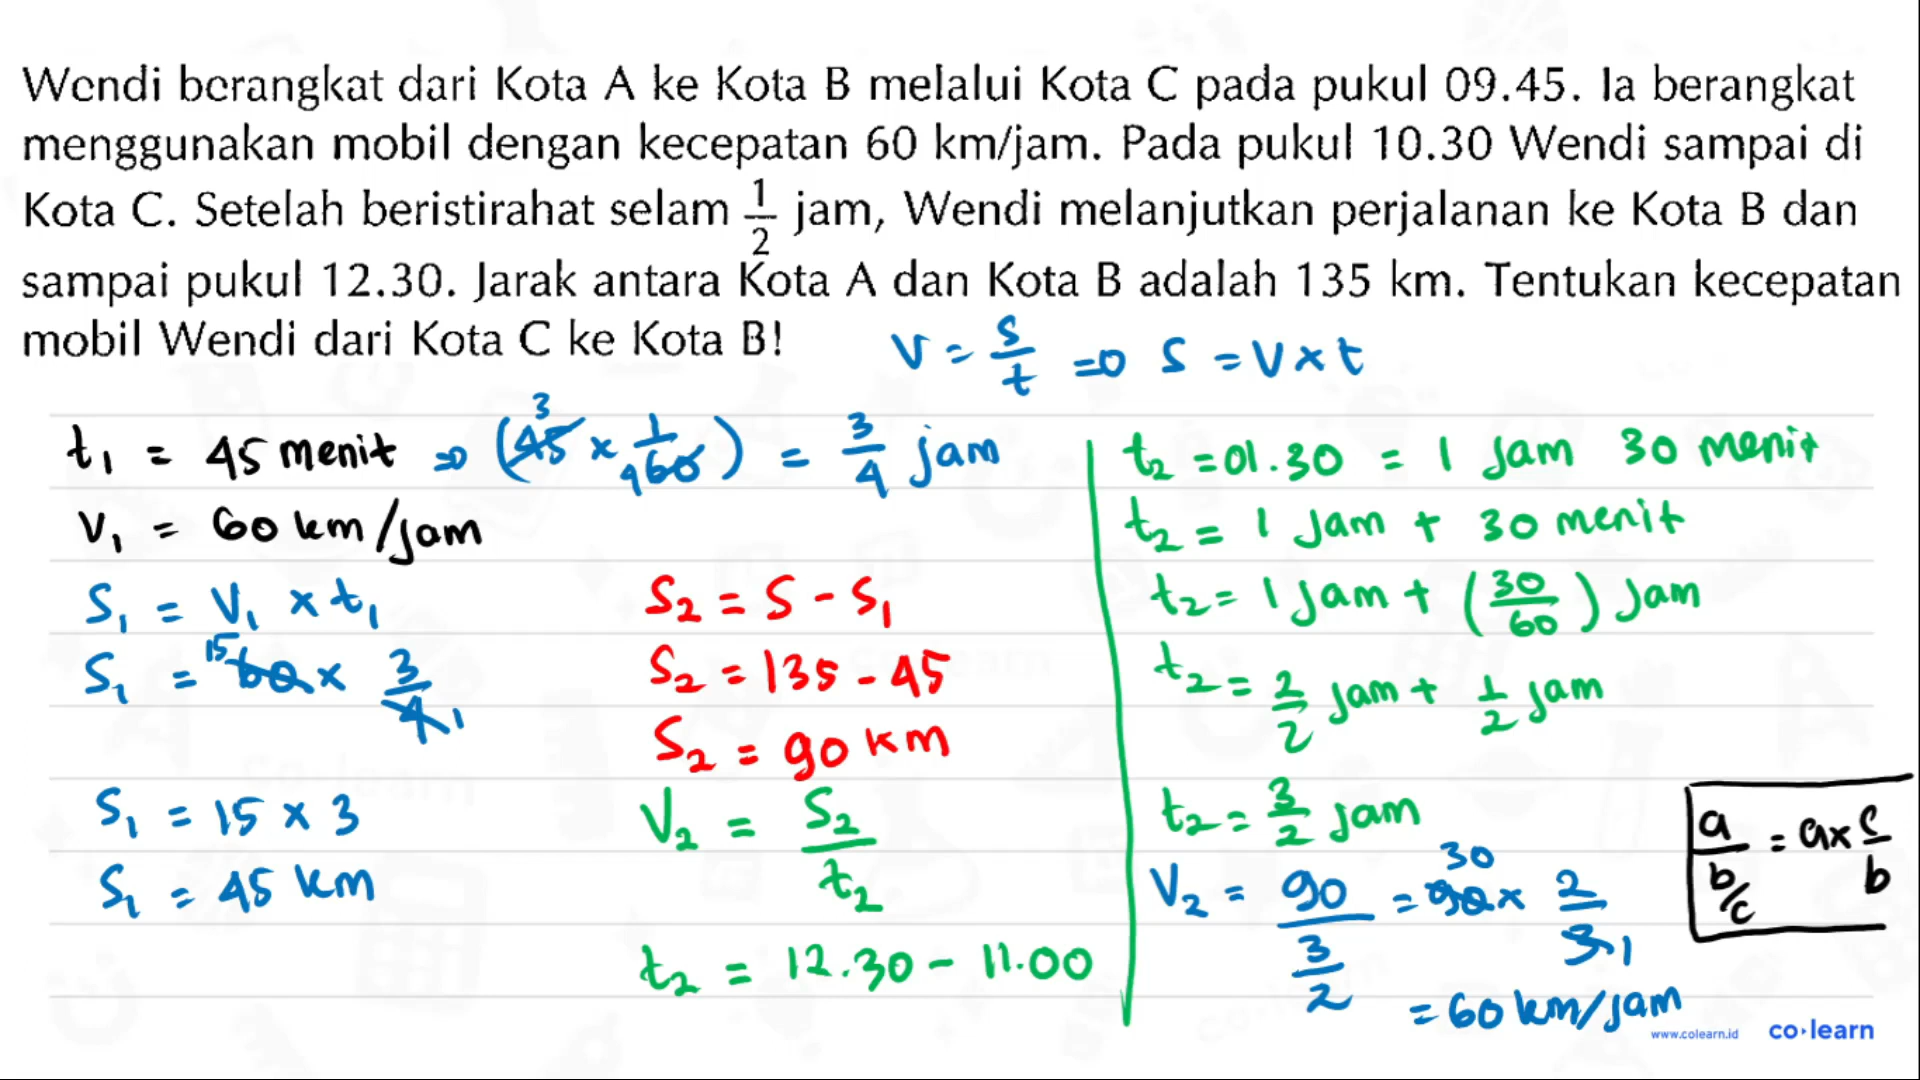 Wendi berangkat dari Kota A ke Kota B melalui Kota C pada pukul 09.45. Ia berangkat
menggunakan mobil dengan kecepatan 60 km/jam. Pada pukul 10.30 Wendi sampai di
Kota C. Setelah beristirahat selam 1/2 jam, Wendi melanjutkan perjalanan ke Kota B dan
sampai pukul 12.30. Jarak antara Kota A dan Kota B adalah 135 km. Tentukan kecepatan
mobil Wendi dari Kota C ke Kota B!
V = s/t => S = V x t
t₁ = 45 menit => (45 x 1/60) = 3/4 jam
3
4
V₁ = 60 km/jam
S₁ = V₁ x t₁
S₁ = 60 x 3/4
15
1
S₁ = 15 x 3
S₁ = 45 km
S₂ = S - S₁
S₂ = 135 - 45
S₂ = 90 km
V₂ = S₂/t₂
t₂ = 12.30 - 11.00
t₂ = 01.30 = 1 jam 30 menit
t₂ = 1 jam + 30 menit
t₂ = 1 jam + (30/60) jam
t₂ = 2/2 jam + 1/2 jam
t₂ = 3/2 jam
V₂ = 90/(3/2) = 90 x 2/3
30
1
= 60 km/jam
a/(b/c) = a x c/b
www.colearn.id co·learn